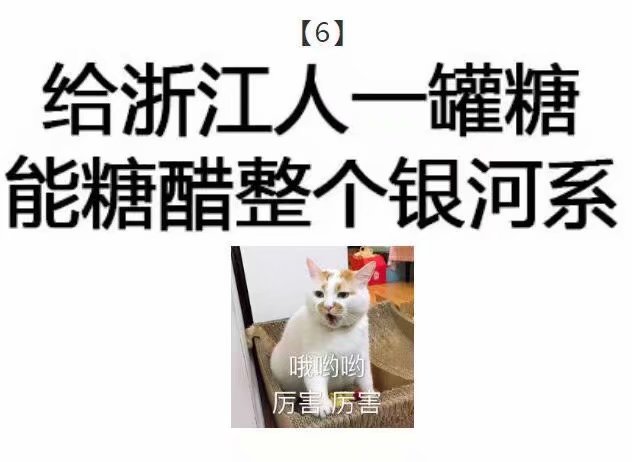 【6】
给浙江人一罐糖
能糖醋整个银河系
哦哟哟
厉害 厉害